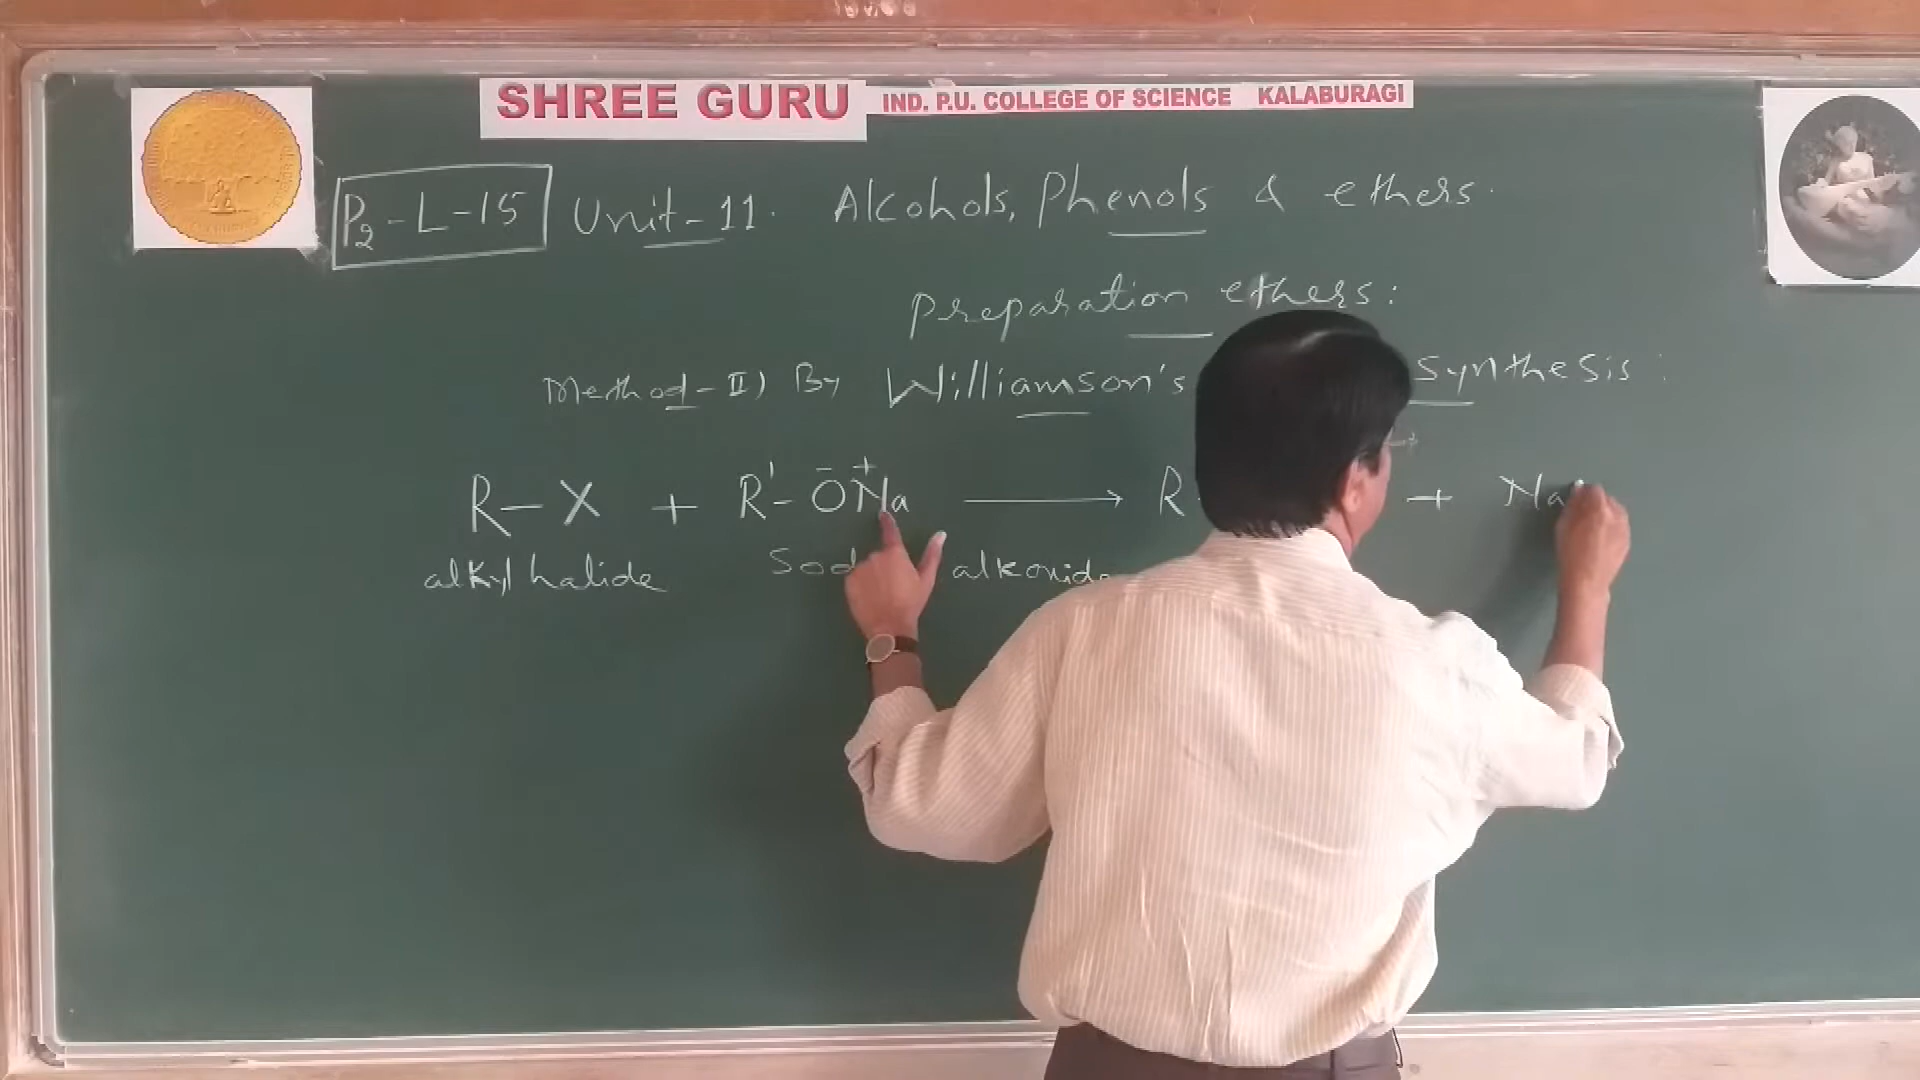 SHREE GURU IND. P.U. COLLEGE OF SCIENCE KALABURAGI
P2-L-15 Unit-11. Alcohols, Phenols & ethers.
Preparation ethers:
Method-II) By Williamson's Synthesis:
R-X + R'-ŌN̊a → R + Na
alkyl halide alkoxide